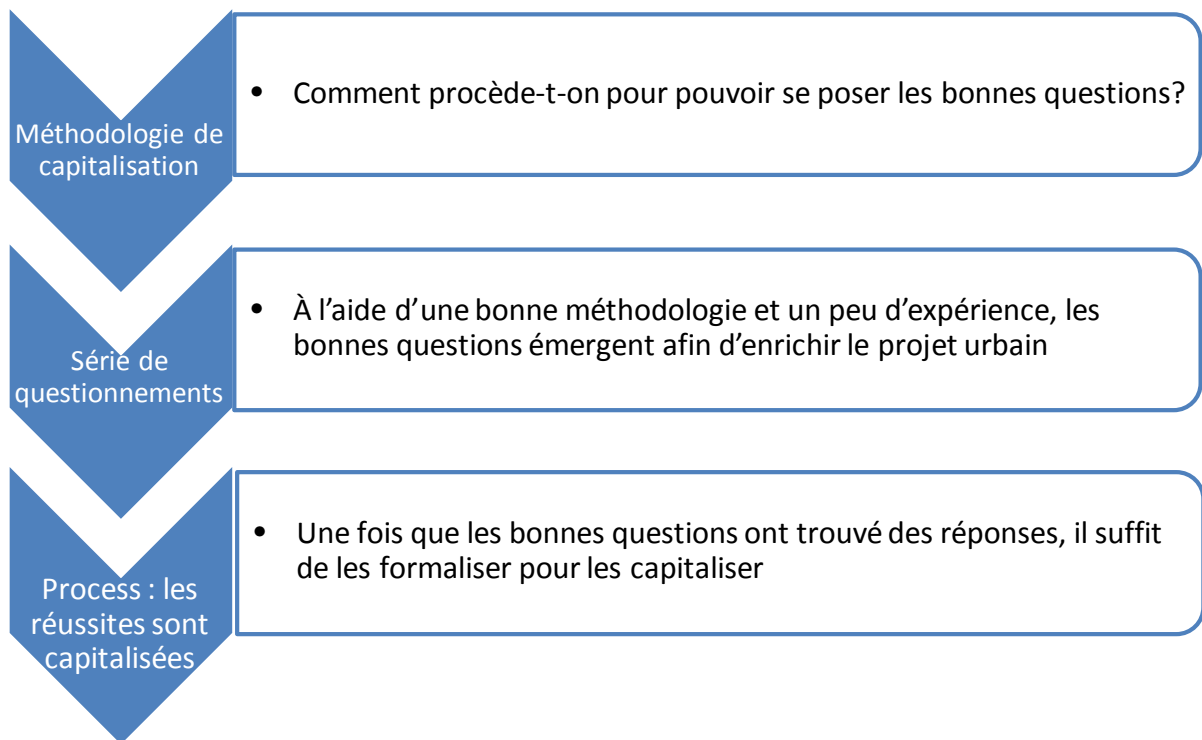 Méthodologie de
capitalisation
• Comment procède-t-on pour pouvoir se poser les bonnes questions?
Série de
questionnements
• À l’aide d’une bonne méthodologie et un peu d’expérience, les
bonnes questions émergent afin d’enrichir le projet urbain
Process : les
réussites sont
capitalisées
• Une fois que les bonnes questions ont trouvé des réponses, il suffit
de les formaliser pour les capitaliser